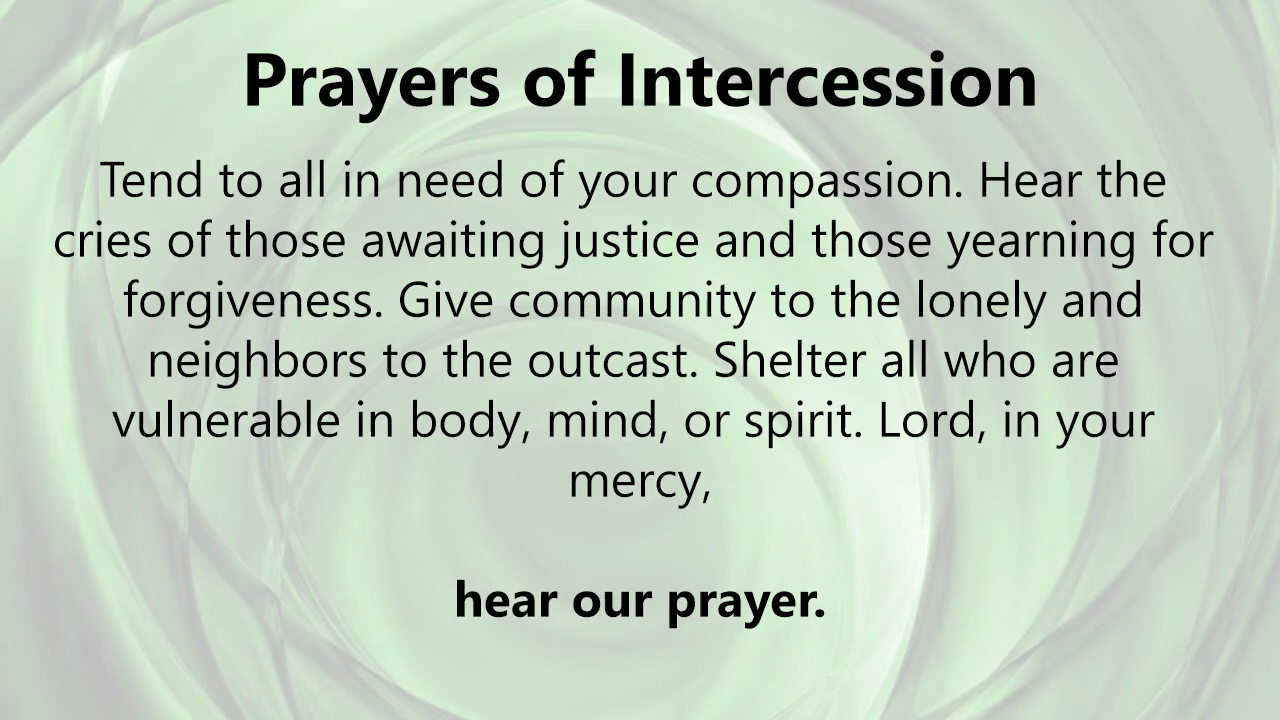 Prayers of Intercession
Tend to all in need of your compassion. Hear the
cries of those awaiting justice and those yearning for
forgiveness. Give community to the lonely and
neighbors to the outcast. Shelter all who are
vulnerable in body, mind, or spirit. Lord, in your
mercy,
hear our prayer.